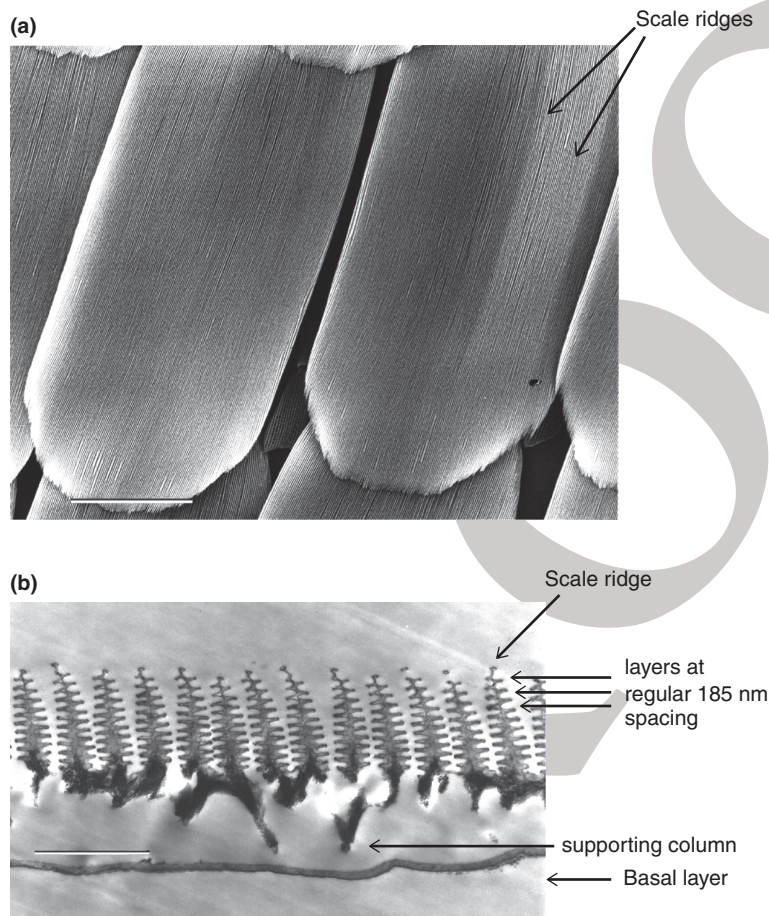 (a)
Scale ridges
(b)
Scale ridge
layers at
regular 185 nm
spacing
supporting column
Basal layer